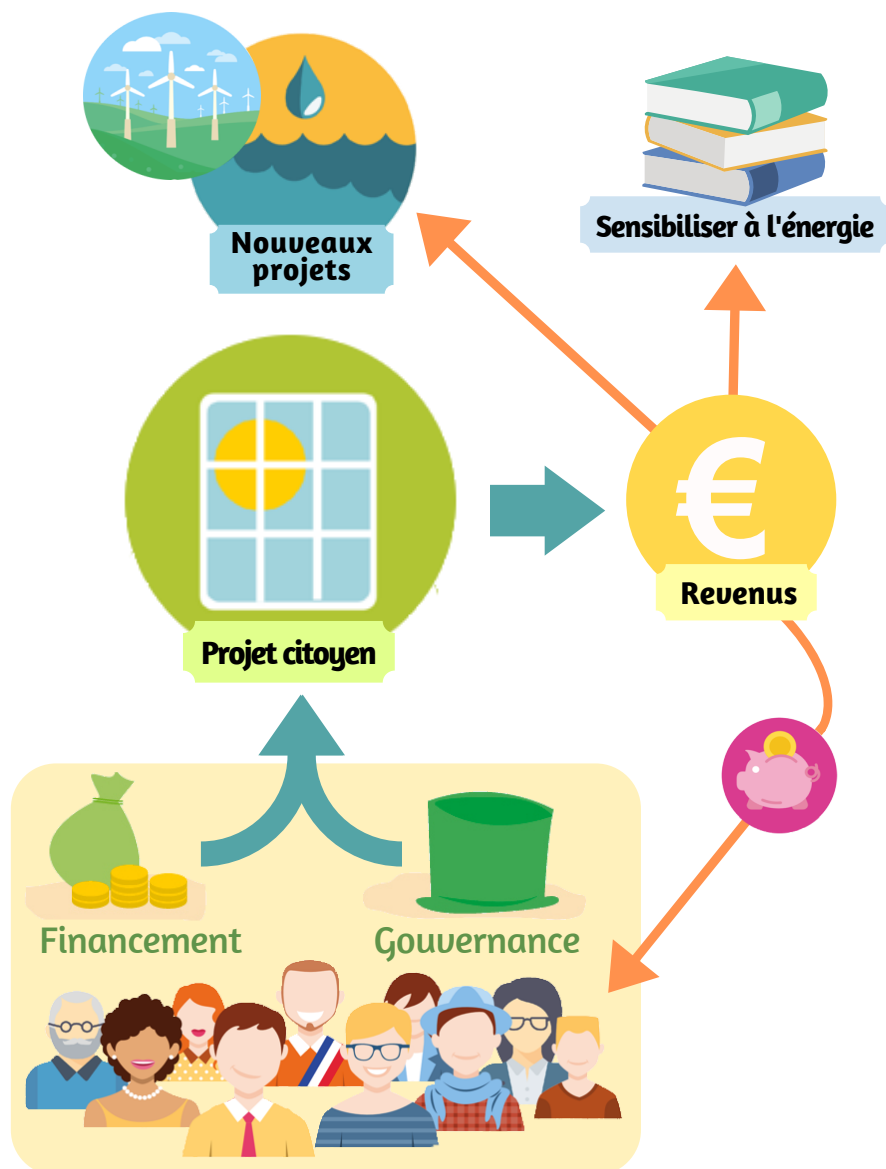 Nouveaux
projets
Sensibiliser à l'énergie
€
Revenus
Projet citoyen
Financement
Gouvernance